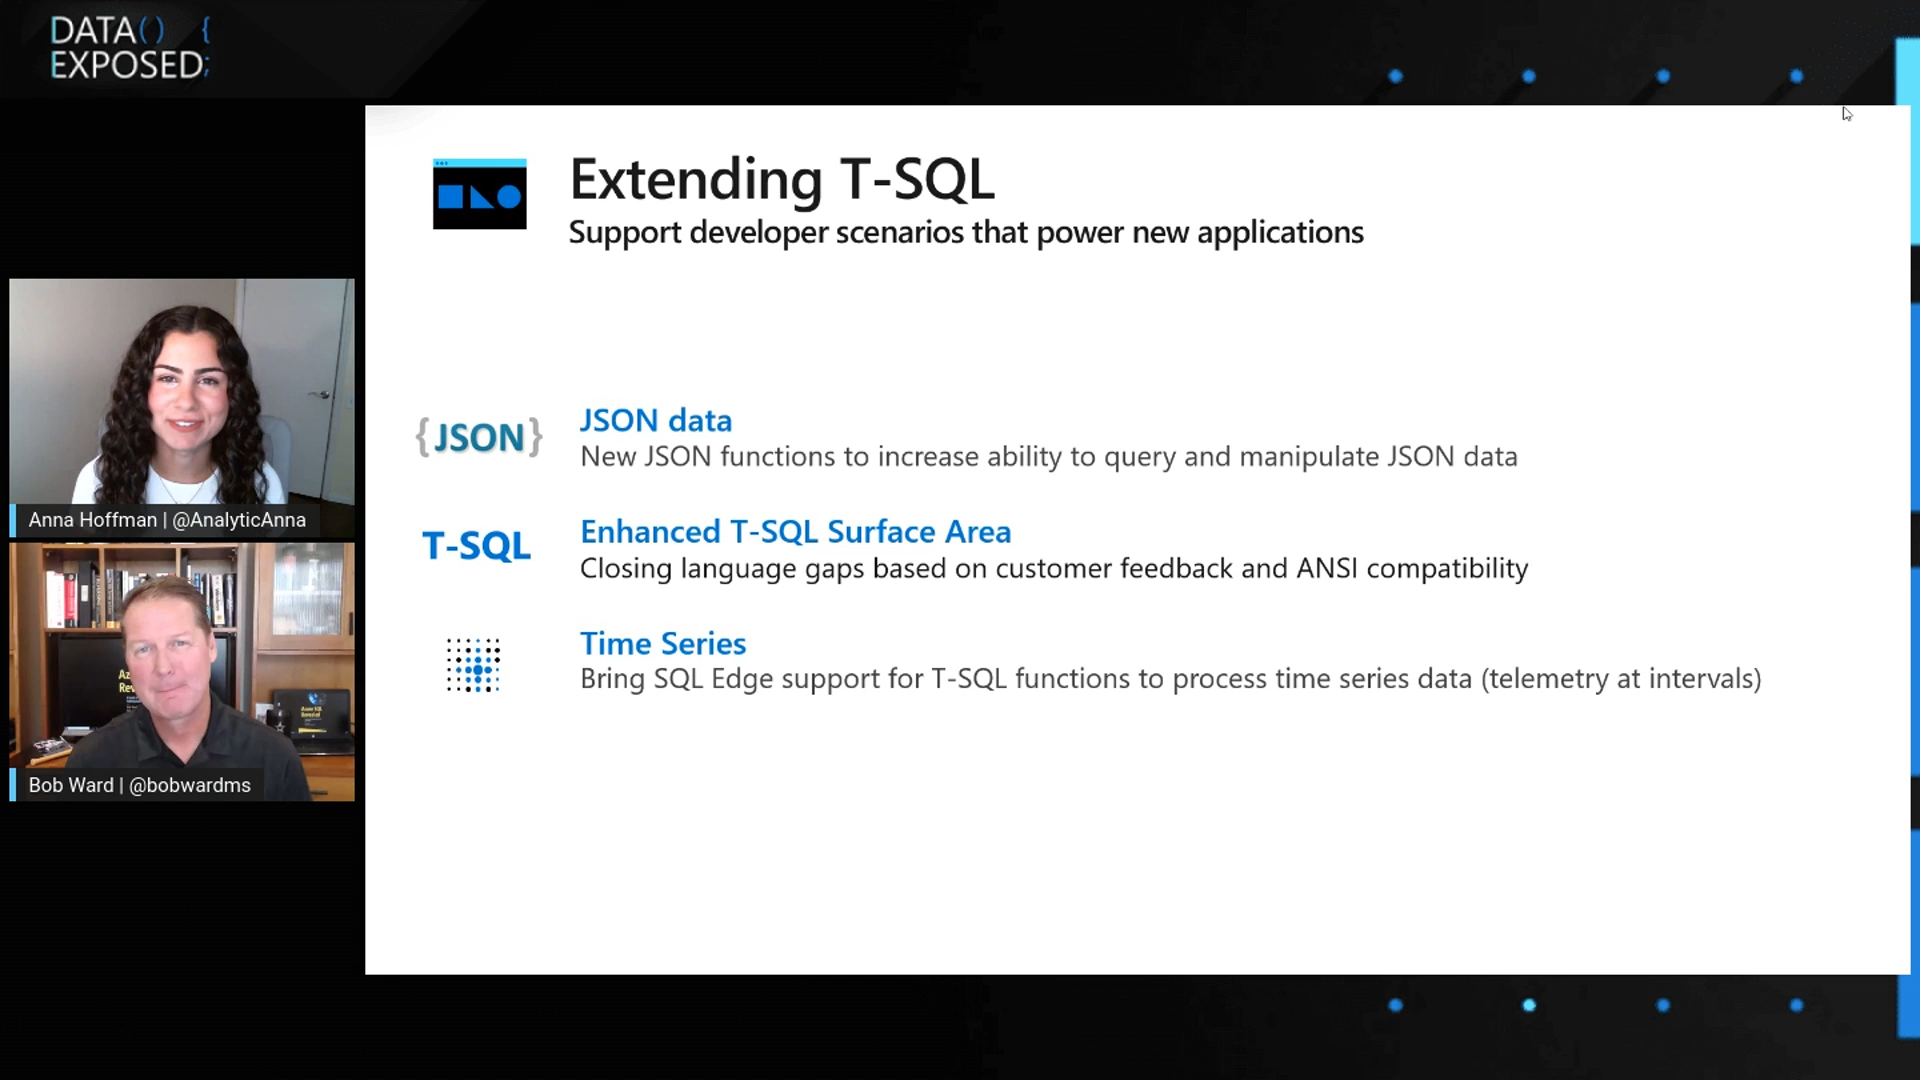 DATA() {
EXPOSED;
Extending T-SQL
Support developer scenarios that power new applications
{JSON}
JSON data
New JSON functions to increase ability to query and manipulate JSON data
T-SQL
Enhanced T-SQL Surface Area
Closing language gaps based on customer feedback and ANSI compatibility
Time Series
Bring SQL Edge support for T-SQL functions to process time series data (telemetry at intervals)
Anna Hoffman | @AnalyticAnna
Bob Ward | @bobwardms